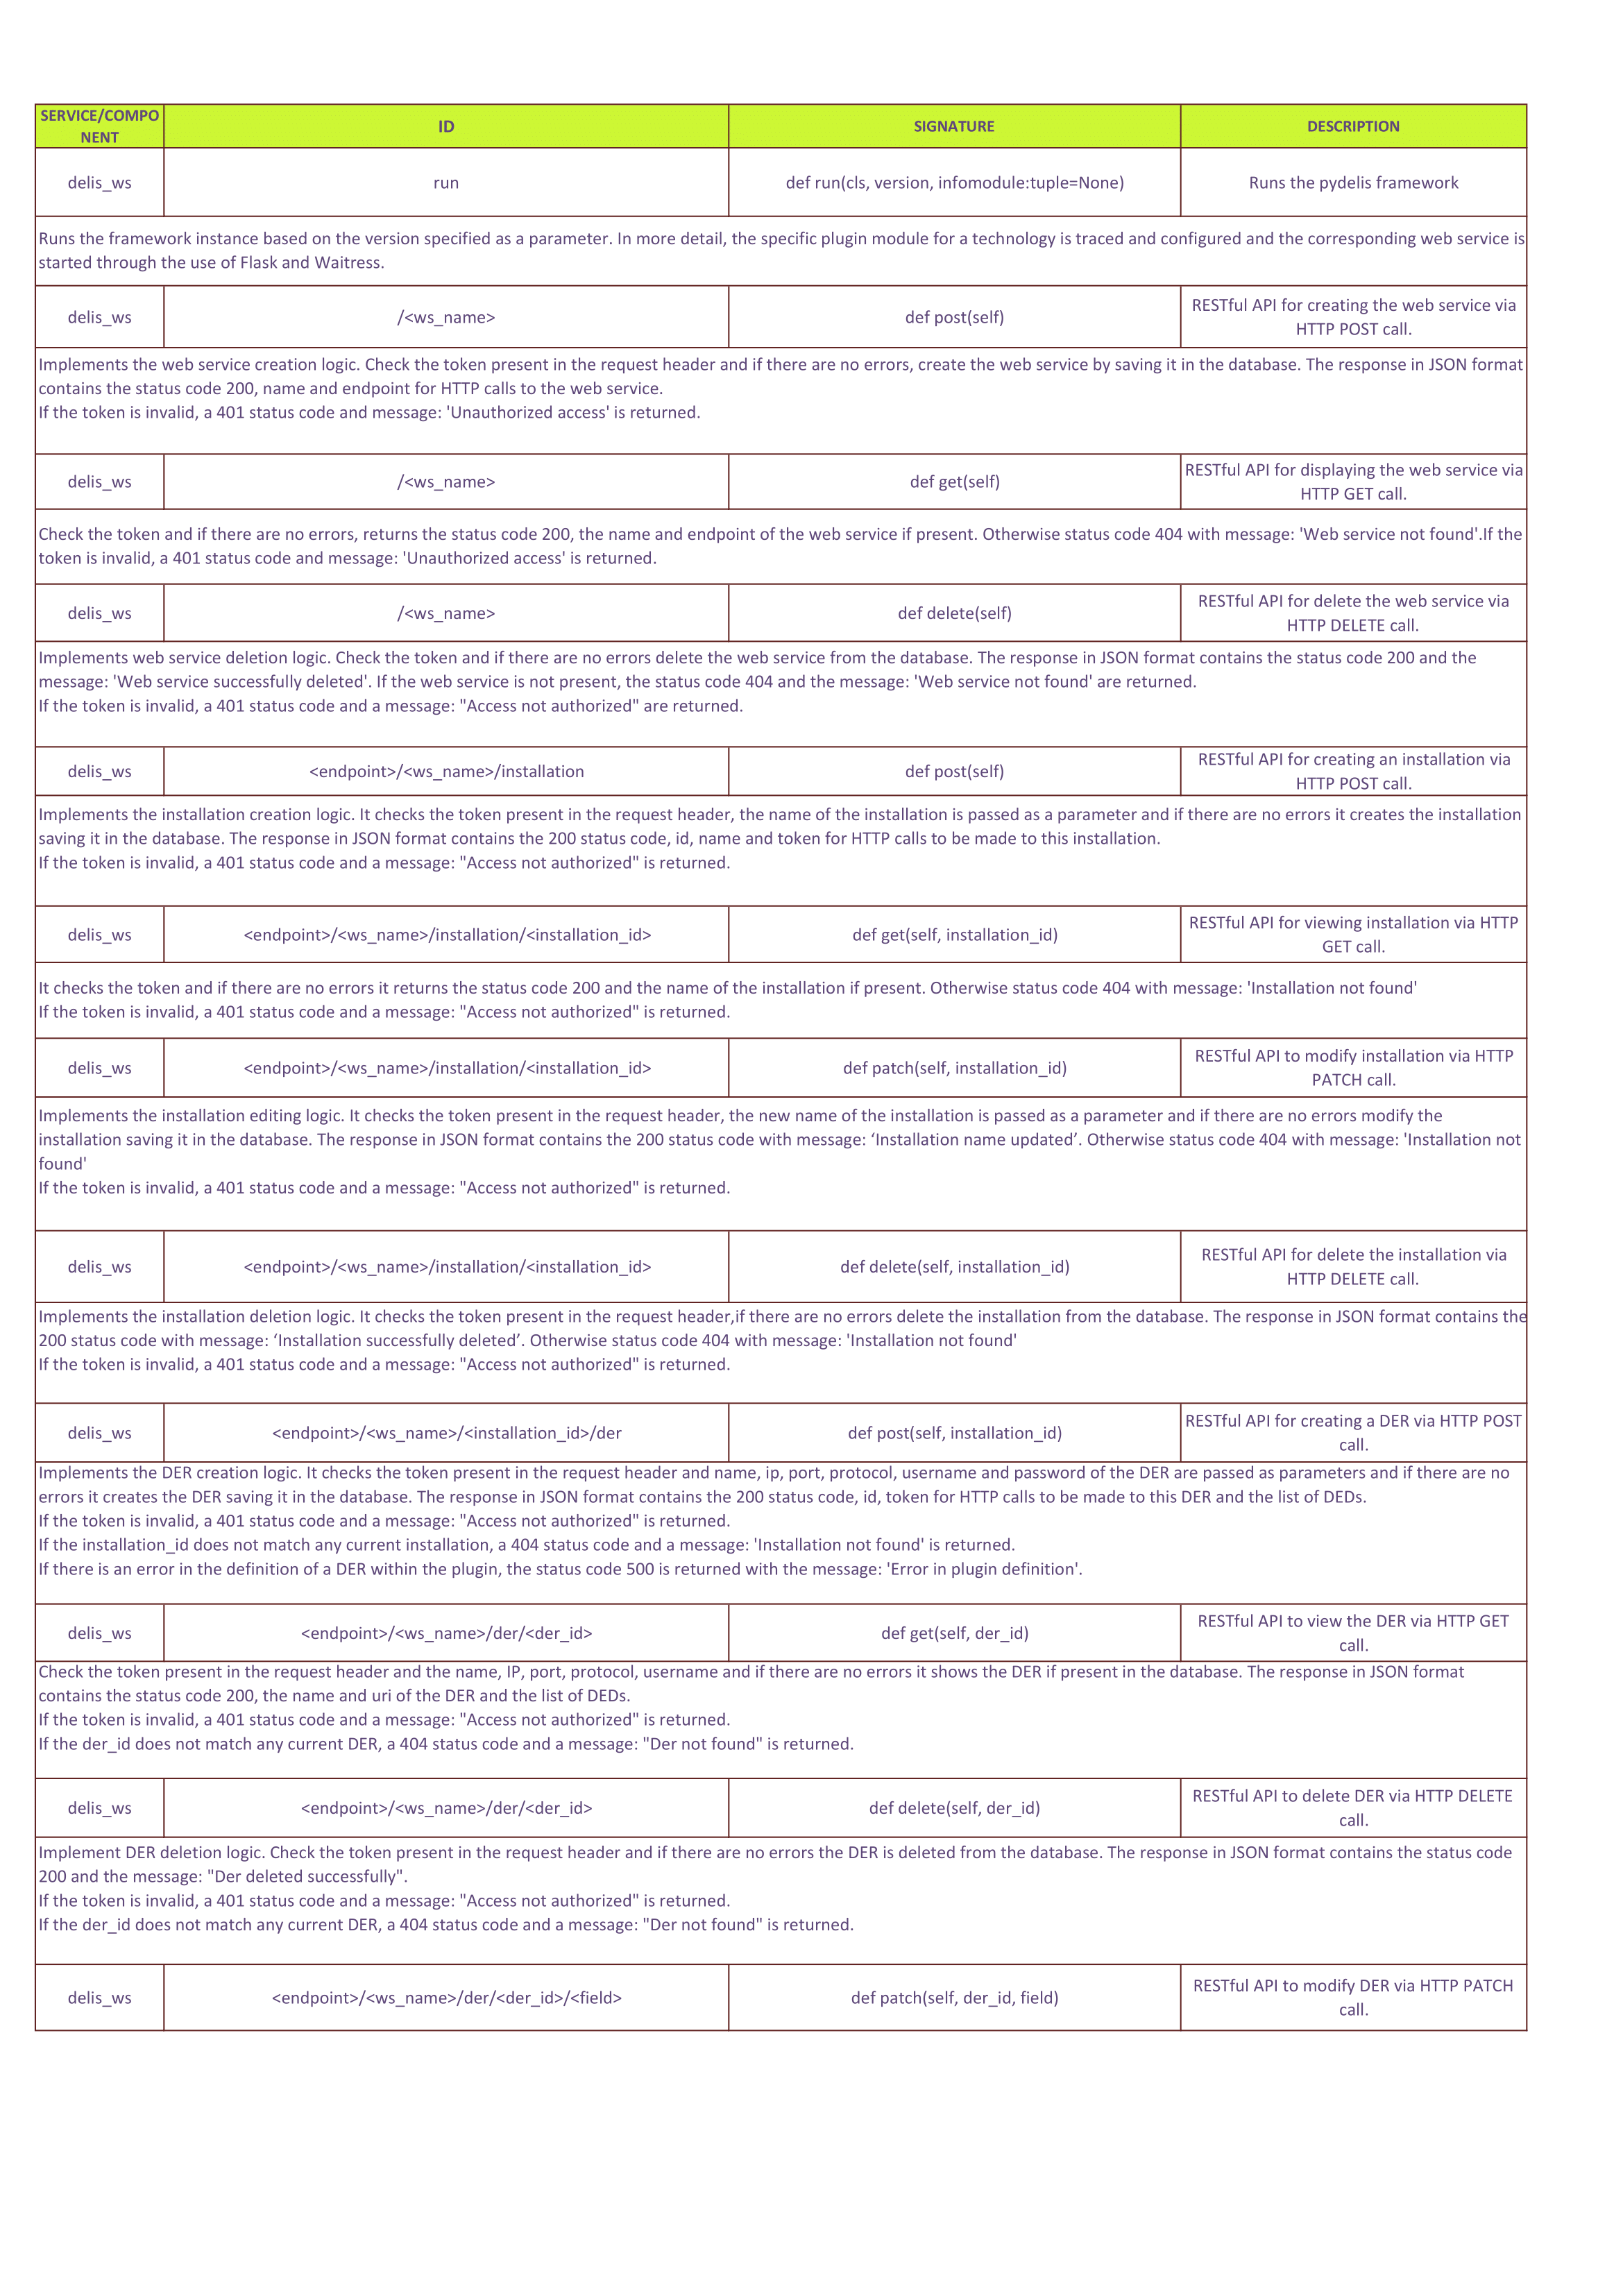 SERVICE/COMPO
NENT
ID
SIGNATURE
DESCRIPTION
delis_ws
run
def run(cls, version, infomodule:tuple=None)
Runs the pydelis framework
Runs the framework instance based on the version specified as a parameter. In more detail, the specific plugin module for a technology is traced and configured and the corresponding web service is
started through the use of Flask and Waitress.
delis_ws
/<ws_name>
def post(self)
RESTful API for creating the web service via
HTTP POST call.
Implements the web service creation logic. Check the token present in the request header and if there are no errors, create the web service by saving it in the database. The response in JSON format
contains the status code 200, name and endpoint for HTTP calls to the web service.
If the token is invalid, a 401 status code and message: 'Unauthorized access' is returned.
delis_ws
/<ws_name>
def get(self)
RESTful API for displaying the web service via
HTTP GET call.
Check the token and if there are no errors, returns the status code 200, the name and endpoint of the web service if present. Otherwise status code 404 with message: 'Web service not found'.If the
token is invalid, a 401 status code and message: 'Unauthorized access' is returned.
delis_ws
/<ws_name>
def delete(self)
RESTful API for delete the web service via
HTTP DELETE call.
Implements web service deletion logic. Check the token and if there are no errors delete the web service from the database. The response in JSON format contains the status code 200 and the
message: 'Web service successfully deleted'. If the web service is not present, the status code 404 and the message: 'Web service not found' are returned.
If the token is invalid, a 401 status code and a message: "Access not authorized" are returned.
delis_ws
<endpoint>/<ws_name>/installation
def post(self)
RESTful API for creating an installation via
HTTP POST call.
Implements the installation creation logic. It checks the token present in the request header, the name of the installation is passed as a parameter and if there are no errors it creates the installation
saving it in the database. The response in JSON format contains the 200 status code, id, name and token for HTTP calls to be made to this installation.
If the token is invalid, a 401 status code and a message: "Access not authorized" is returned.
delis_ws
<endpoint>/<ws_name>/installation/<installation_id>
def get(self, installation_id)
RESTful API for viewing installation via HTTP
GET call.
It checks the token and if there are no errors it returns the status code 200 and the name of the installation if present. Otherwise status code 404 with message: 'Installation not found'
If the token is invalid, a 401 status code and a message: "Access not authorized" is returned.
delis_ws
<endpoint>/<ws_name>/installation/<installation_id>
def patch(self, installation_id)
RESTful API to modify installation via HTTP
PATCH call.
Implements the installation editing logic. It checks the token present in the request header, the new name of the installation is passed as a parameter and if there are no errors modify the
installation saving it in the database. The response in JSON format contains the 200 status code with message: ‘Installation name updated’. Otherwise status code 404 with message: 'Installation not
found'
If the token is invalid, a 401 status code and a message: "Access not authorized" is returned.
delis_ws
<endpoint>/<ws_name>/installation/<installation_id>
def delete(self, installation_id)
RESTful API for delete the installation via
HTTP DELETE call.
Implements the installation deletion logic. It checks the token present in the request header,if there are no errors delete the installation from the database. The response in JSON format contains the
200 status code with message: ‘Installation successfully deleted’. Otherwise status code 404 with message: 'Installation not found'
If the token is invalid, a 401 status code and a message: "Access not authorized" is returned.
delis_ws
<endpoint>/<ws_name>/<installation_id>/der
def post(self, installation_id)
RESTful API for creating a DER via HTTP POST
call.
Implements the DER creation logic. It checks the token present in the request header and name, ip, port, protocol, username and password of the DER are passed as parameters and if there are no
errors it creates the DER saving it in the database. The response in JSON format contains the 200 status code, id, token for HTTP calls to be made to this DER and the list of DEDs.
If the token is invalid, a 401 status code and a message: "Access not authorized" is returned.
If the installation_id does not match any current installation, a 404 status code and a message: 'Installation not found' is returned.
If there is an error in the definition of a DER within the plugin, the status code 500 is returned with the message: 'Error in plugin definition'.
delis_ws
<endpoint>/<ws_name>/der/<der_id>
def get(self, der_id)
RESTful API to view the DER via HTTP GET
call.
Check the token present in the request header and the name, IP, port, protocol, username and if there are no errors it shows the DER if present in the database. The response in JSON format
contains the status code 200, the name and uri of the DER and the list of DEDs.
If the token is invalid, a 401 status code and a message: "Access not authorized" is returned.
If the der_id does not match any current DER, a 404 status code and a message: "Der not found" is returned.
delis_ws
<endpoint>/<ws_name>/der/<der_id>
def delete(self, der_id)
RESTful API to delete DER via HTTP DELETE
call.
Implement DER deletion logic. Check the token present in the request header and if there are no errors the DER is deleted from the database. The response in JSON format contains the status code
200 and the message: "Der deleted successfully".
If the token is invalid, a 401 status code and a message: "Access not authorized" is returned.
If the der_id does not match any current DER, a 404 status code and a message: "Der not found" is returned.
delis_ws
<endpoint>/<ws_name>/der/<der_id>/<field>
def patch(self, der_id, field)
RESTful API to modify DER via HTTP PATCH
call.